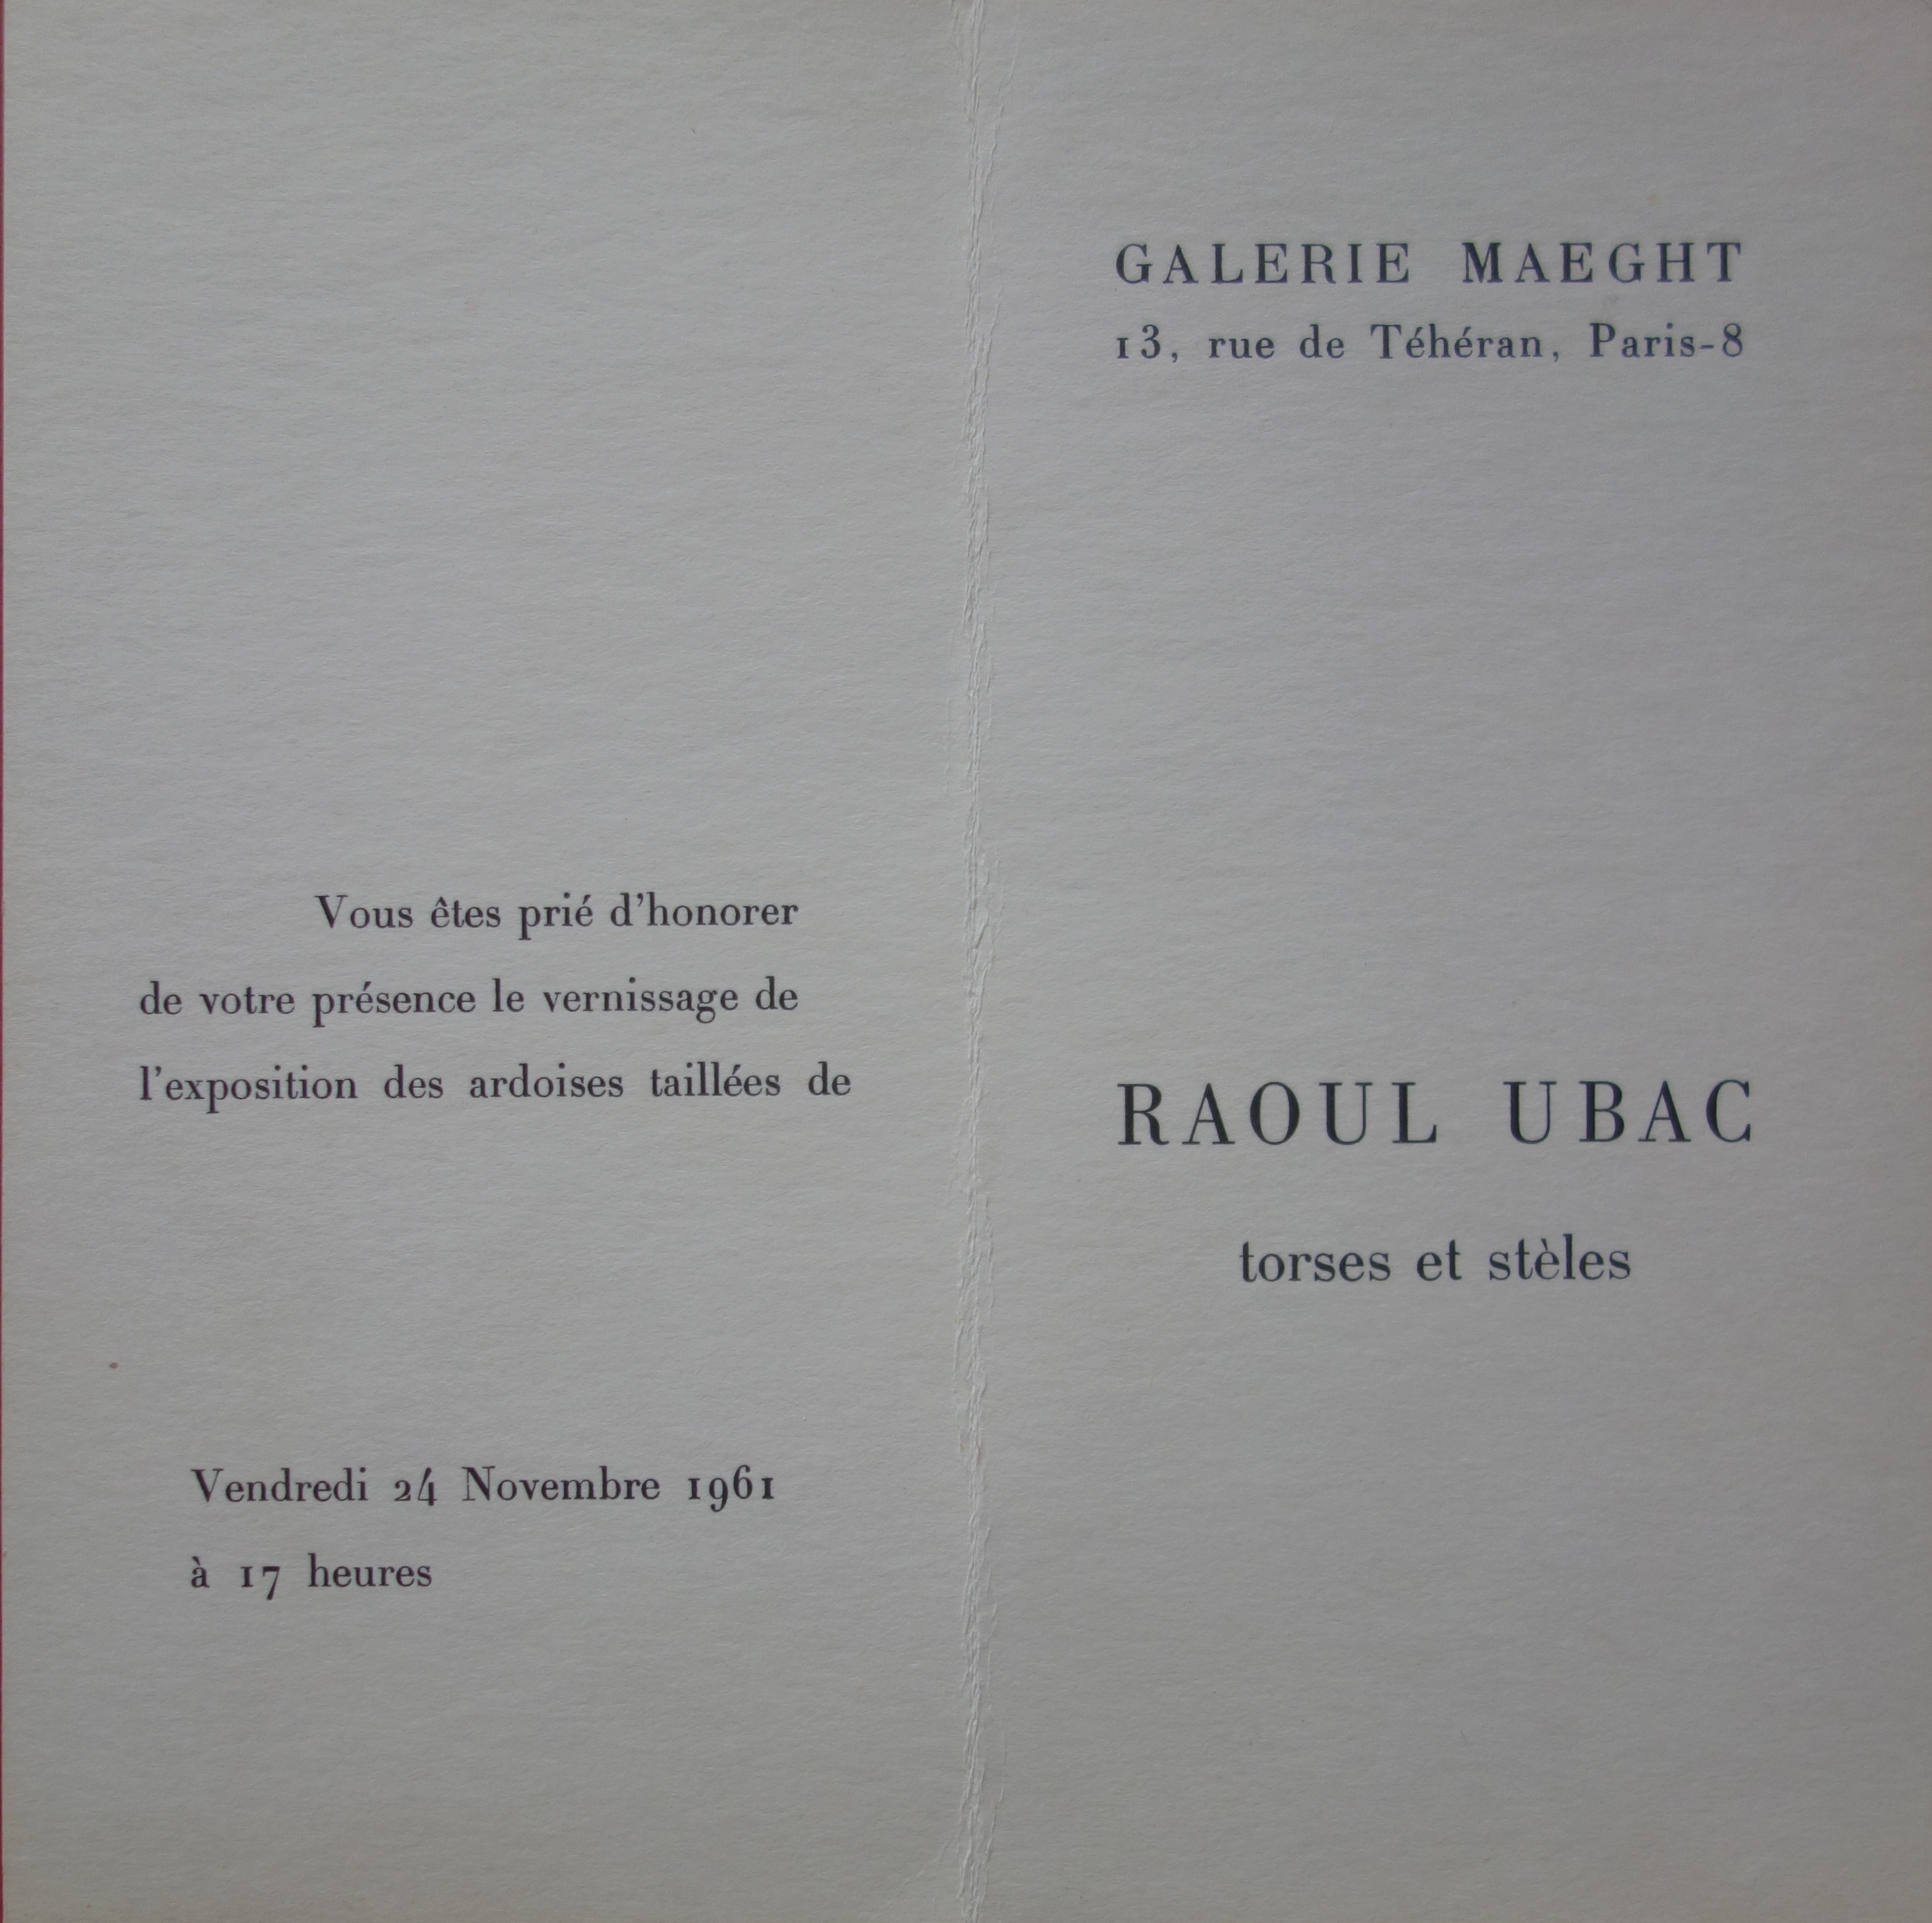 Vous êtes prié d'honorer
de votre présence le vernissage de
l'exposition des ardoises taillées de
Vendredi 24 Novembre 1961
à 17 heures
GALERIE MAEGHT
13, rue de Téhéran, Paris-8
RAOUL UBAC
torses et stèles